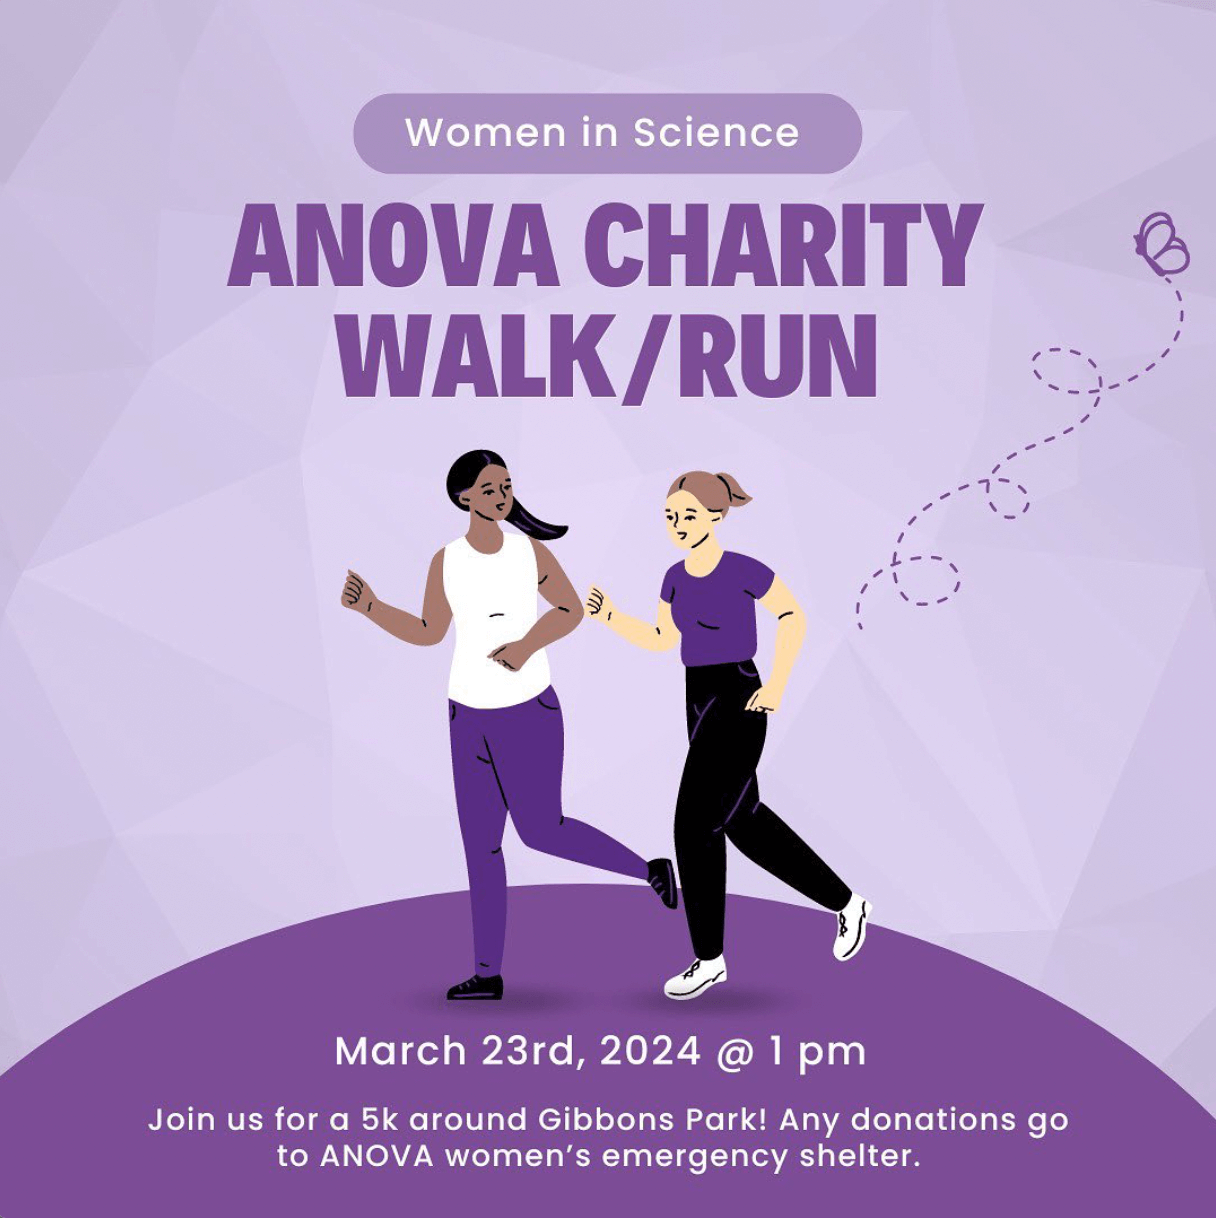 Women in Science
ANOVA CHARITY
WALK/RUN
March 23rd, 2024 @ 1 pm
Join us for a 5k around Gibbons Park! Any donations go
to ANOVA women’s emergency shelter.